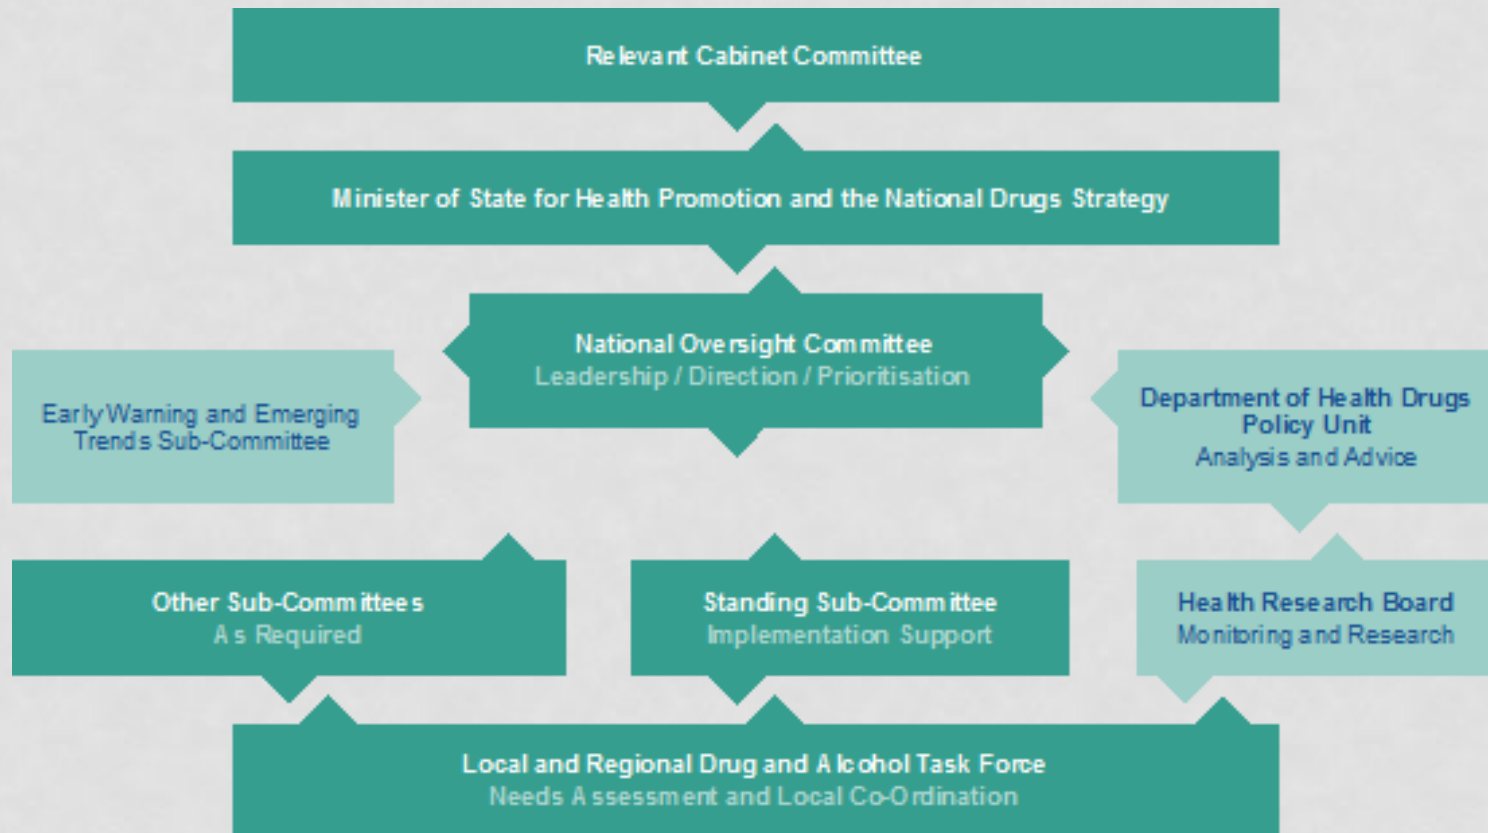 Relevant Cabinet Committee
Minister of State for Health Promotion and the National Drugs Strategy
National Oversight Committee
Leadership / Direction / Prioritisation
Early Warning and Emerging
Trends Sub-Committee
Department of Health Drugs
Policy Unit
Analysis and Advice
Other Sub-Committees
As Required
Standing Sub-Committee
Implementation Support
Health Research Board
Monitoring and Research
Local and Regional Drug and Alcohol Task Force
Needs Assessment and Local Co-Ordination